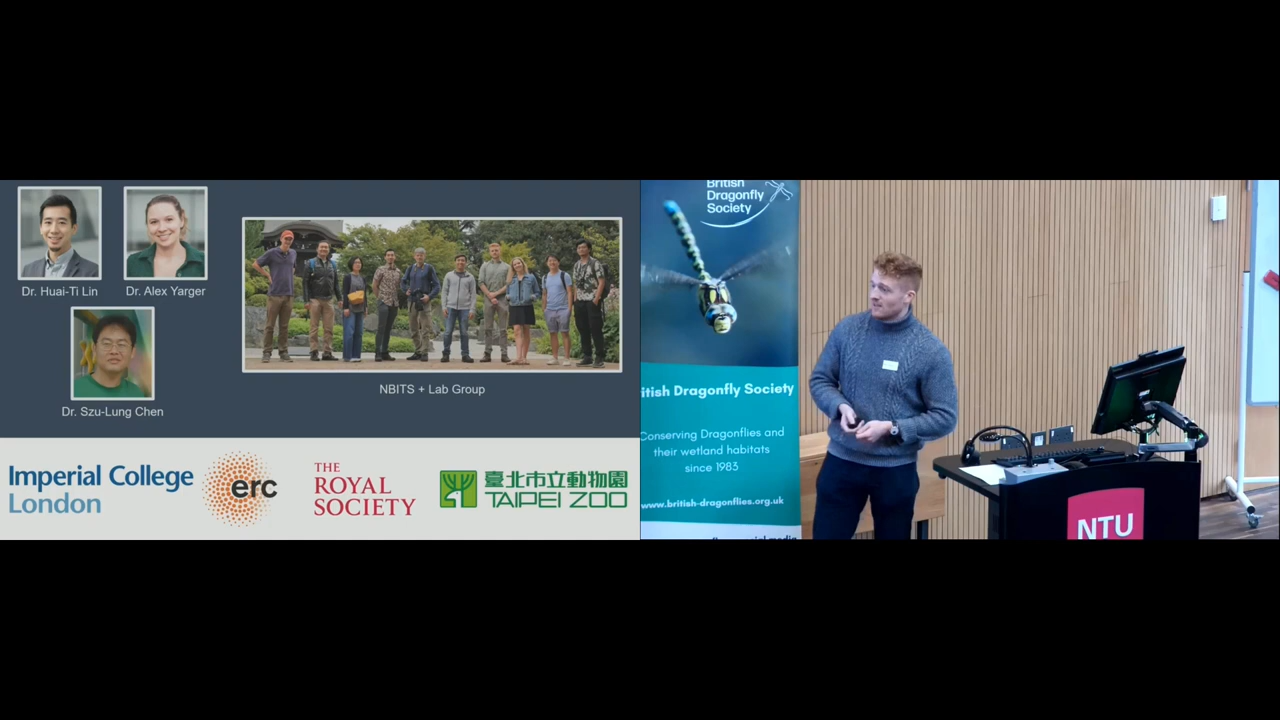 Dr. Huai-Ti Lin
Dr. Alex Yarger
Dr. Szu-Lung Chen
NBITS + Lab Group
Imperial College
London
erc
THE
ROYAL
SOCIETY
臺北市立動物園
TAIPEI ZOO
British
Dragonfly
Society
itish Dragonfly Society
Conserving Dragonflies and
their wetland habitats
since 1983
www.british-dragonflies.org.uk
NTU